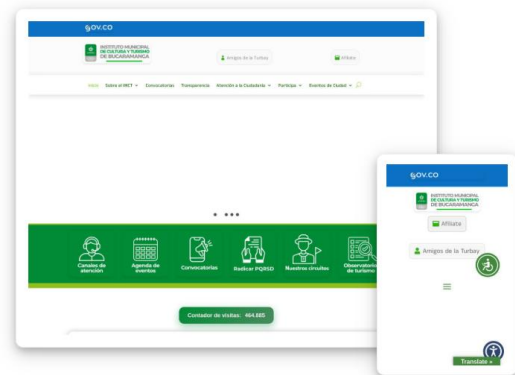 GOV.CO
INSTITUTO MUNICIPAL
DE CULTURA Y TURISMO
DE BUCARAMANGA
Amigos de la Turbay
Afíliate
Inicio Sobre el IMCT Convocatorias Transparencia Atención a la Ciudadanía Participa Eventos de Ciudad
Canales de
atención
Agenda de
eventos
Convocatorias
Radicar PQRSD
Nuestros circuitos
Observatorio
de turismo
Contador de visitas: 464.885
GOV.CO
INSTITUTO MUNICIPAL
DE CULTURA Y TURISMO
DE BUCARAMANGA
Afíliate
Amigos de la Turbay
Translate »